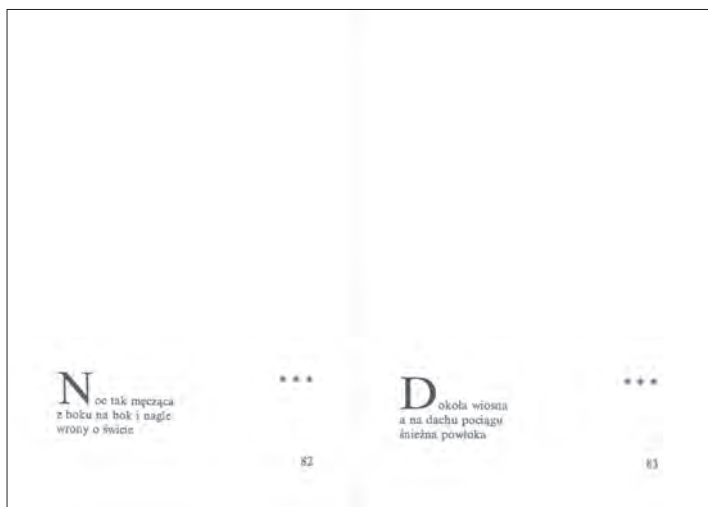 * * *
Noc tak męcząca
z boku na bok i nagle
wrony o świcie
82
* * *
Dokoła wiosna
a na dachu pociągu
śnieżna powłoka
83